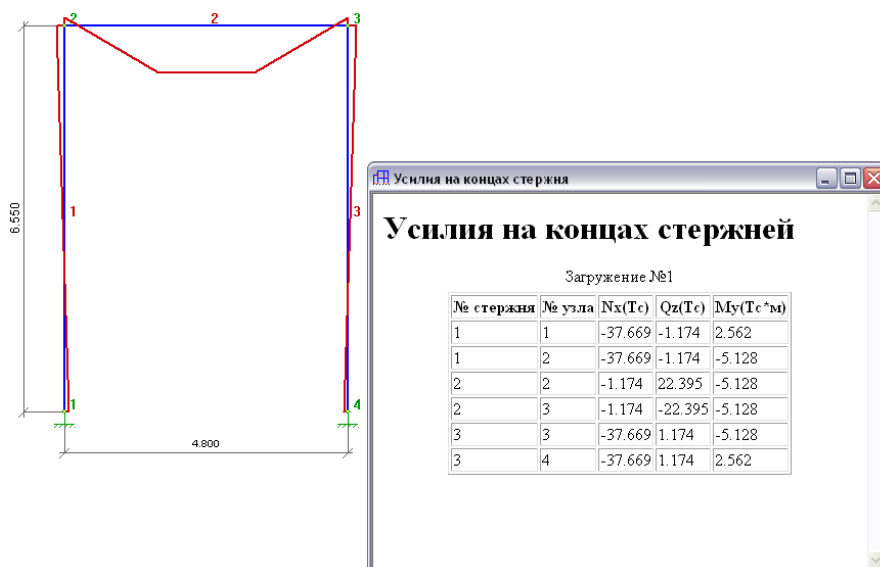 2
2
3
1
3
6.550
1
4
4.800
Усилия на концах стержня
Усилия на концах стержней
Загружение №1
№ стержня № узла Nx(Тс) Qz(Тс) My(Тс*м)
1 1 -37.669 -1.174 2.562
1 2 -37.669 -1.174 -5.128
2 2 -1.174 22.395 -5.128
2 3 -1.174 -22.395 -5.128
3 3 -37.669 1.174 -5.128
3 4 -37.669 1.174 2.562